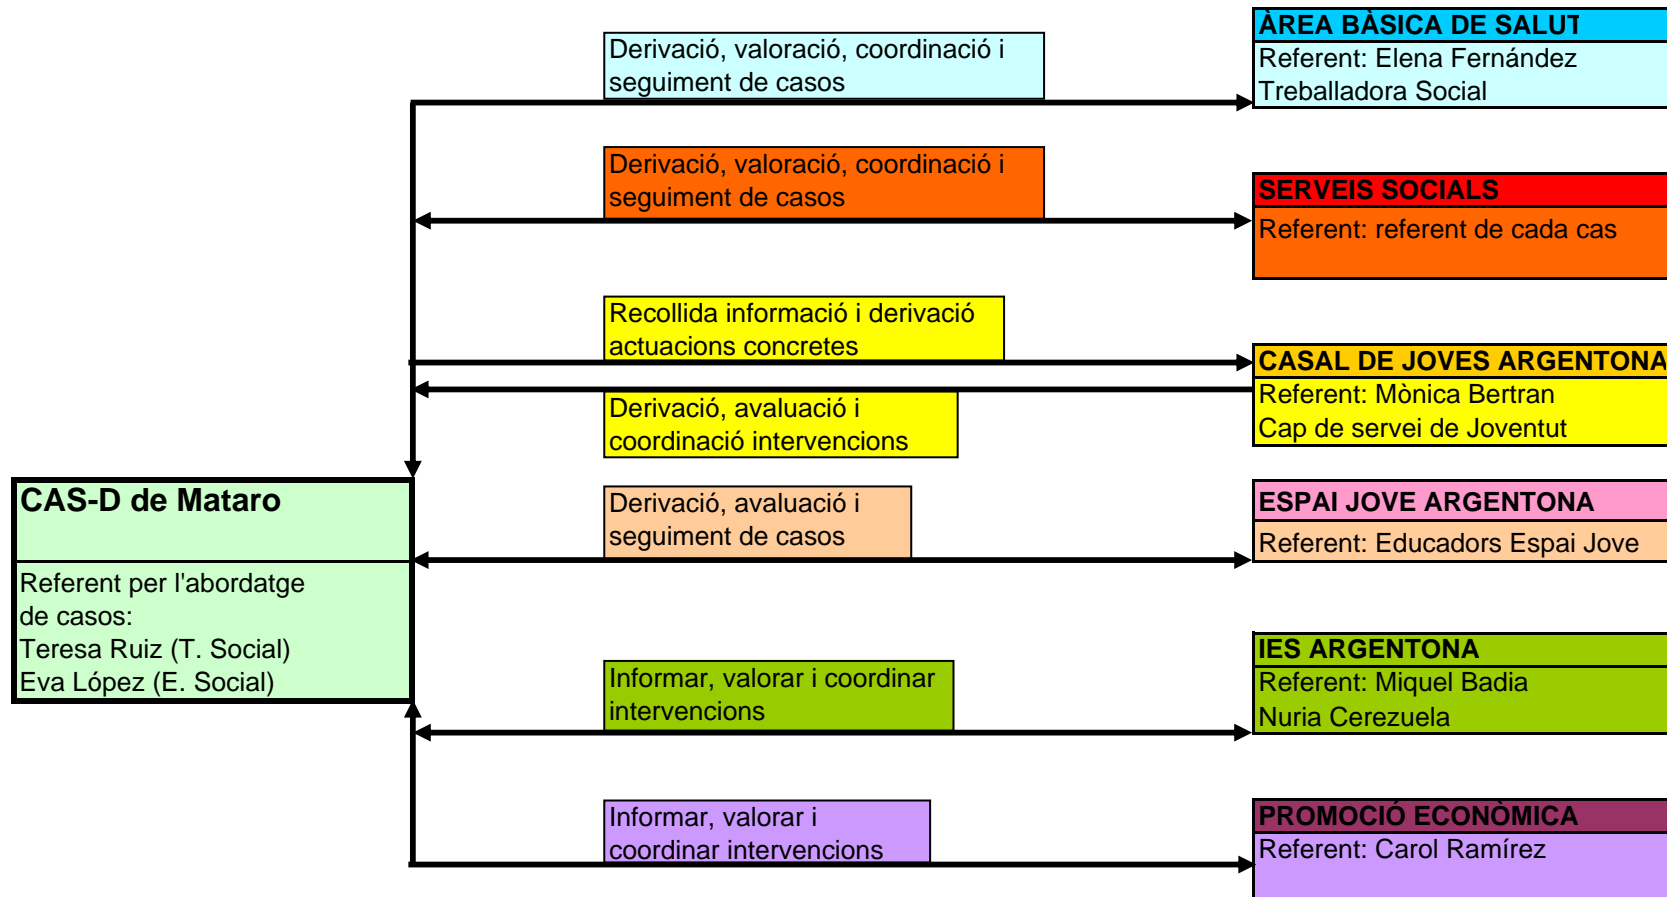 Derivació, valoració, coordinació i
seguiment de casos
ÀREA BÀSICA DE SALUT
Referent: Elena Fernández
Treballadora Social
Derivació, valoració, coordinació i
seguiment de casos
SERVEIS SOCIALS
Referent: referent de cada cas
Recollida informació i derivació
actuacions concretes
CASAL DE JOVES ARGENTONA
Referent: Mònica Bertran
Cap de servei de Joventut
Derivació, avaluació i
coordinació intervencions
CAS-D de Mataro
Referent per l'abordatge
de casos:
Teresa Ruiz (T. Social)
Eva López (E. Social)
Derivació, avaluació i
seguiment de casos
ESPAI JOVE ARGENTONA
Referent: Educadors Espai Jove
Informar, valorar i coordinar
intervencions
IES ARGENTONA
Referent: Miquel Badia
Nuria Cerezuela
Informar, valorar i
coordinar intervencions
PROMOCIÓ ECONÒMICA
Referent: Carol Ramírez